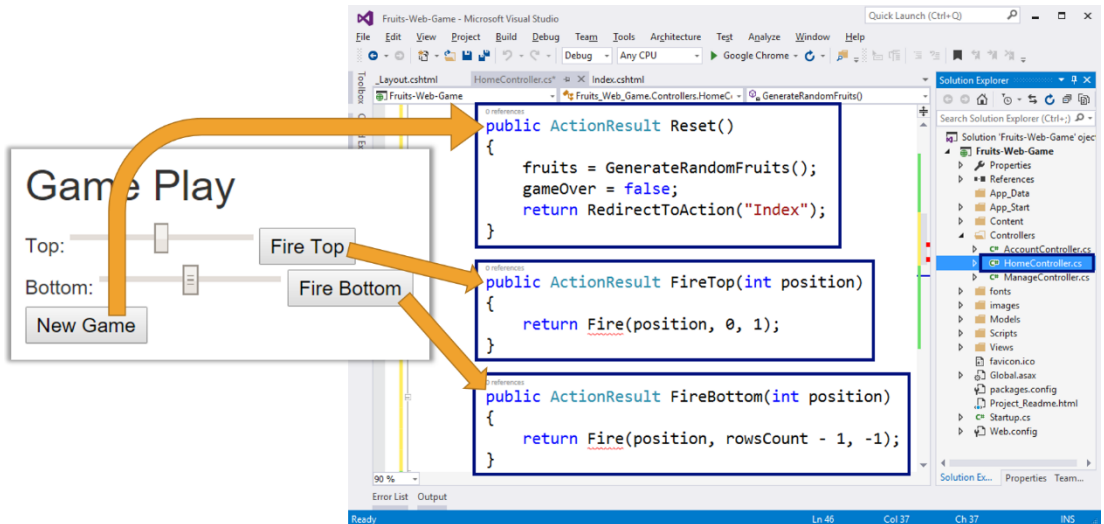 Fruits-Web-Game - Microsoft Visual Studio
Quick Launch (Ctrl+Q)
File Edit View Project Build Debug Team Tools Architecture Test Analyze Window Help
Debug Any CPU Google Chrome
Toolbox
_Layout.cshtml HomeController.cs* Index.cshtml
Fruits-Web-Game Fruits_Web_Game.Controllers.HomeC GenerateRandomFruits()
0 references
public ActionResult Reset()
{
fruits = GenerateRandomFruits();
gameOver = false;
return RedirectToAction("Index");
}
0 references
public ActionResult FireTop(int position)
{
return Fire(position, 0, 1);
}
0 references
public ActionResult FireBottom(int position)
{
return Fire(position, rowsCount - 1, -1);
}
90 %
Error List Output
Ready Ln 46 Col 37 Ch 37 INS
Game Play
Top: Fire Top
Bottom: Fire Bottom
New Game
Solution Explorer
Search Solution Explorer (Ctrl+;)
Solution 'Fruits-Web-Game'
Fruits-Web-Game
Properties
References
App_Data
App_Start
Content
Controllers
C# AccountController.cs
C# HomeController.cs
C# ManageController.cs
fonts
images
Models
Scripts
Views
favicon.ico
Global.asax
packages.config
Project_Readme.html
C# Startup.cs
Web.config
Solution Ex... Properties Team...